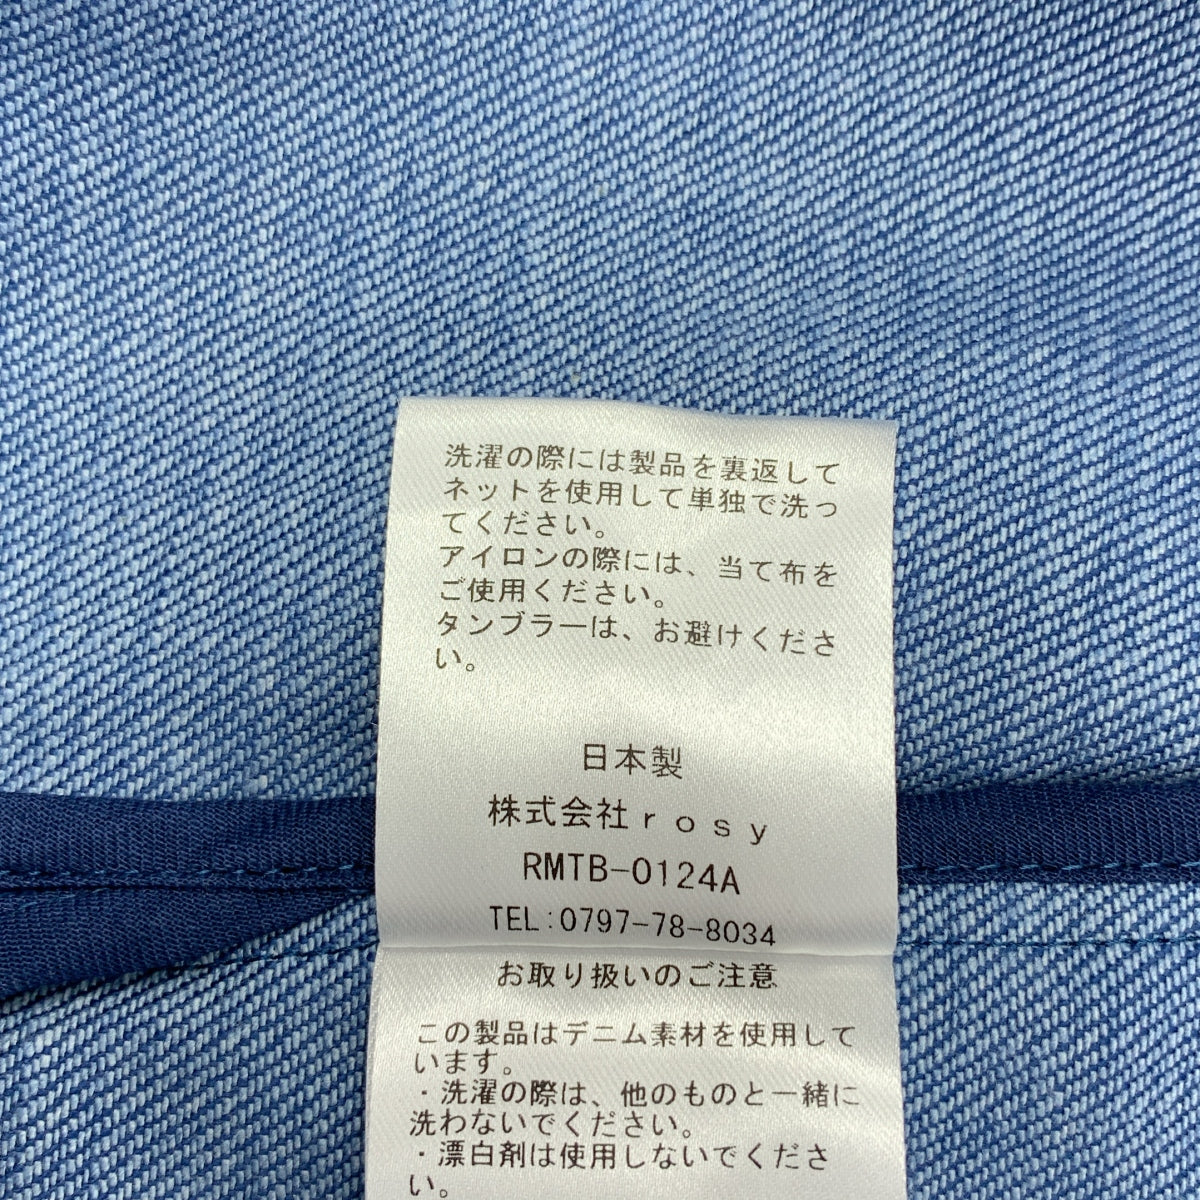 洗濯の際には製品を裏返して
ネットを使用して単独で洗っ
てください。
アイロンの際には、当て布を
ご使用ください。
タンブラーは、お避けくださ
い。
日本製
株式会社ｒｏｓｙ
RMTB-0124A
TEL:0797-78-8034
お取り扱いのご注意
この製品はデニム素材を使用して
います。
・洗濯の際は、他のものと一緒に
洗わないでください。
・漂白剤は使用しないでくださ
い。